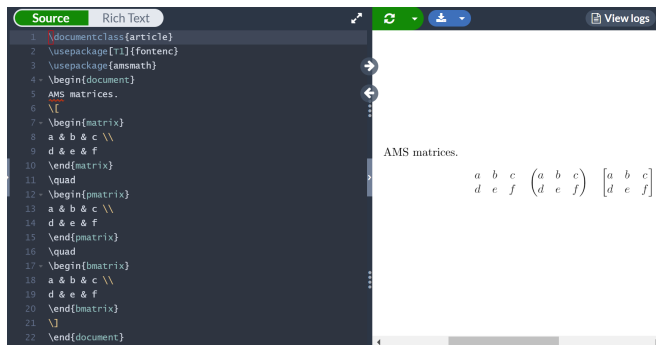 Source Rich Text
View logs
1 \documentclass{article}
2 \usepackage[T1]{fontenc}
3 \usepackage{amsmath}
4 \begin{document}
5 AMS matrices.
6 \[
7 \begin{matrix}
8 a & b & c \\
9 d & e & f
10 \end{matrix}
11 \quad
12 \begin{pmatrix}
13 a & b & c \\
14 d & e & f
15 \end{pmatrix}
16 \quad
17 \begin{bmatrix}
18 a & b & c \\
19 d & e & f
20 \end{bmatrix}
21 \]
22 \end{document}
AMS matrices.
a b c (a b c) [a b c]
d e f (d e f) [d e f]